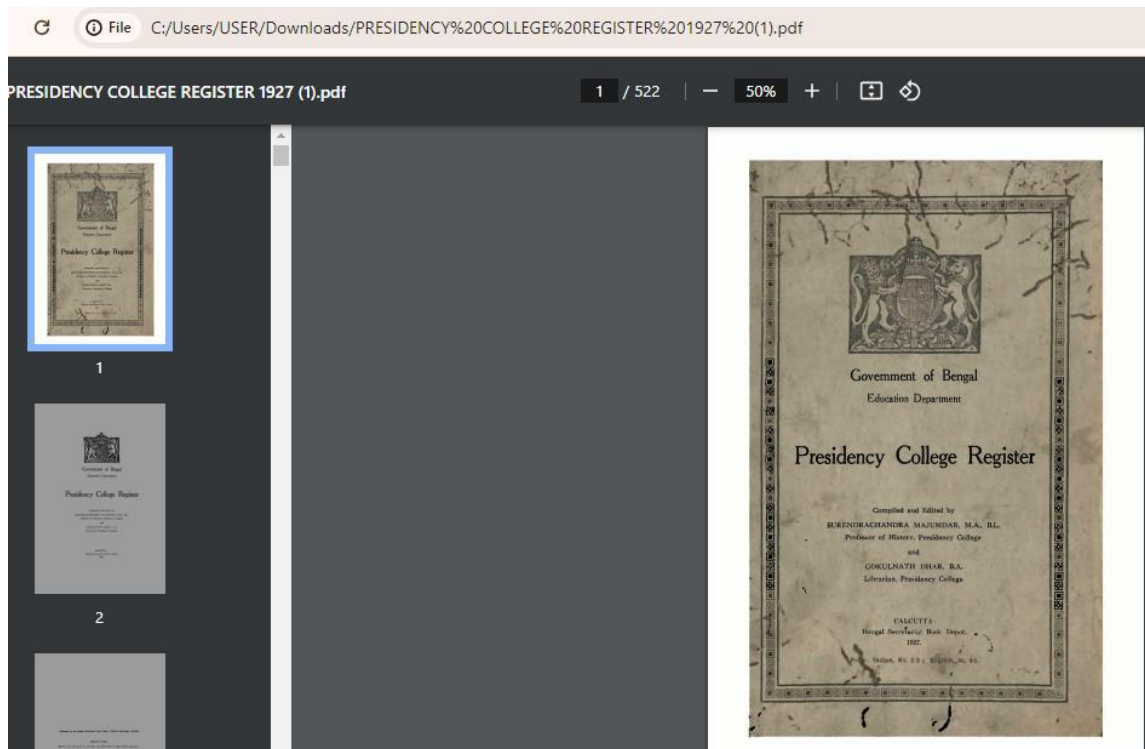 File C:/Users/USER/Downloads/PRESIDENCY%20COLLEGE%20REGISTER%201927%20(1).pdf
PRESIDENCY COLLEGE REGISTER 1927 (1).pdf
1 / 522
50%
1
2
Government of Bengal
Education Department
Presidency College Register
Compiled and Edited by
SURENDRACHANDRA MAJUMDAR, M.A., B.L.
Professor of History, Presidency College
and
GOKULNATH DHAR, B.A.
Librarian, Presidency College
CALCUTTA
Bengal Secretariat Book Depot.
1927.
Indian, English,